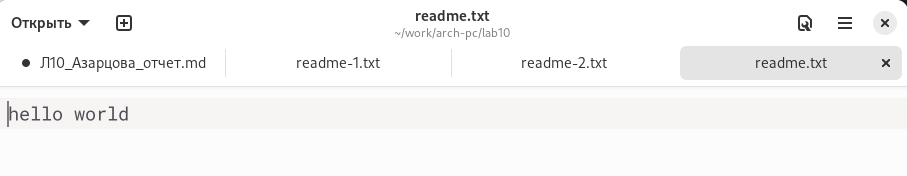 Открыть
readme.txt
~/work/arch-pc/lab10
Л10_Азарцова_отчет.md
readme-1.txt
readme-2.txt
readme.txt
hello world